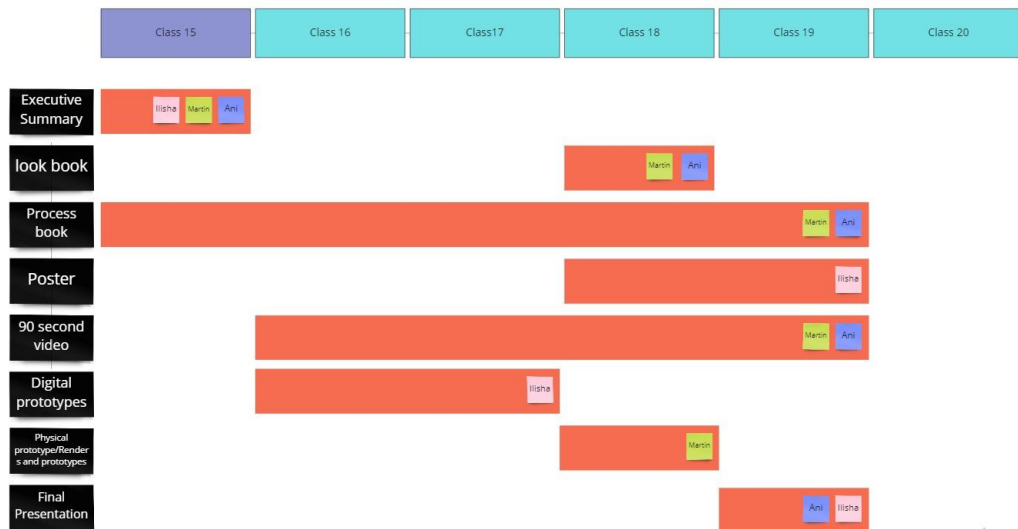 Class 15
Class 16
Class17
Class 18
Class 19
Class 20
Executive
Summary
Ilisha
Martin
Ani
look book
Martin
Ani
Process
book
Martin
Ani
Poster
Ilisha
90 second
video
Martin
Ani
Digital
prototypes
Ilisha
Physical
prototype/Render
s and prototypes
Martin
Final
Presentation
Ani
Ilisha